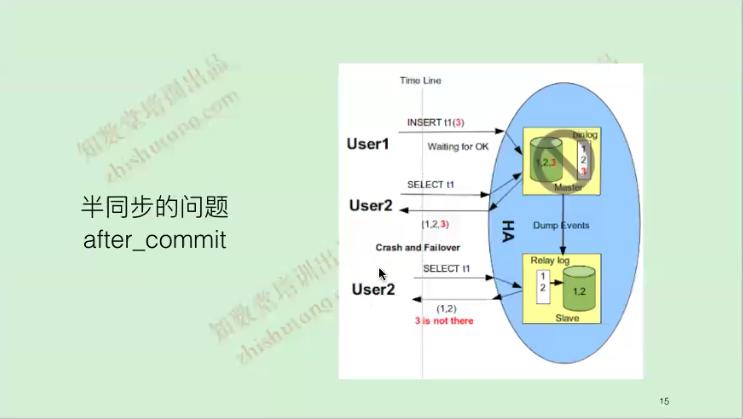 知数堂培训出品
zhishutang.com
半同步的问题
after_commit
知数堂培训出品
zhishutang.com
Time Line
INSERT t1(3)
User1
Waiting for OK
SELECT t1
User2
(1,2,3)
Crash and Failover
SELECT t1
User2
(1,2)
3 is not there
HA
binlog
1
2
3
1,2,3
Master
Dump Events
Relay log
1
2
1,2
Slave
15